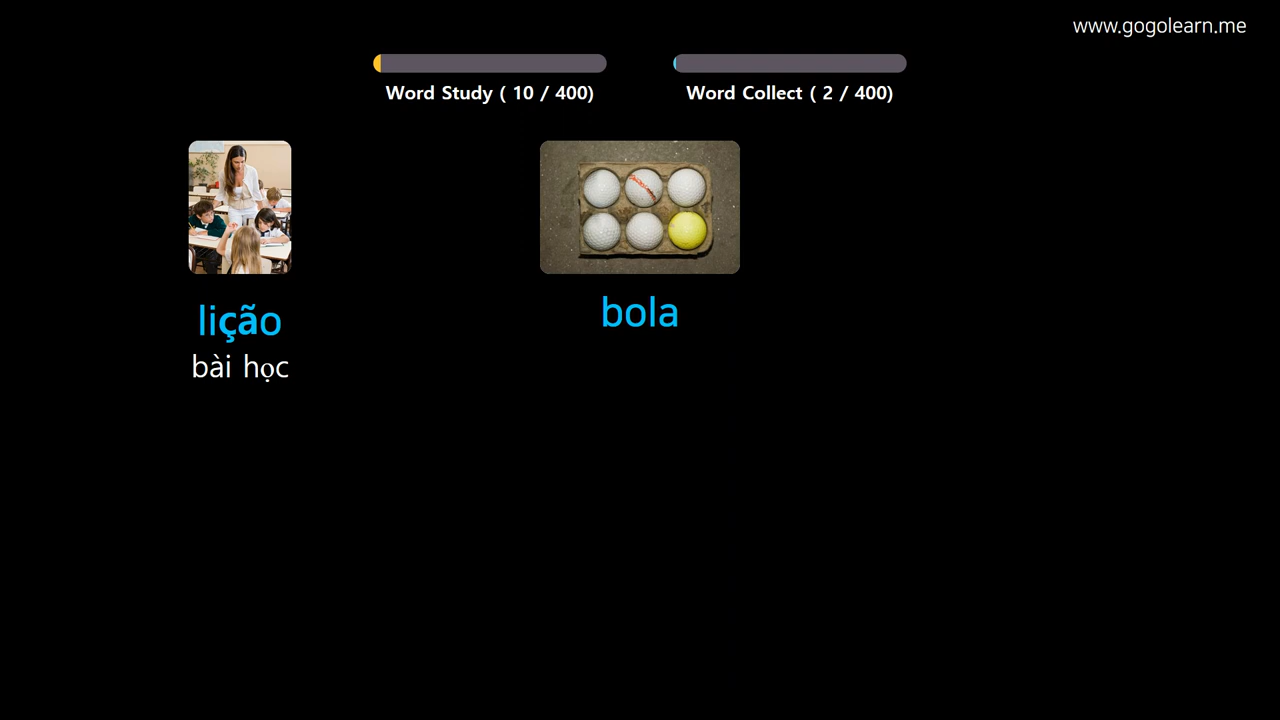 www.gogolearn.me
Word Study ( 10 / 400)
Word Collect ( 2 / 400)
lição
bài học
bola